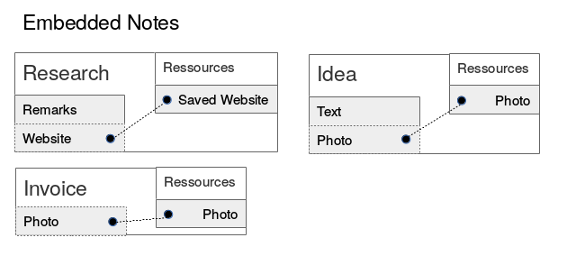 Embedded Notes
Research
Ressources
Remarks
Saved Website
Website
Idea
Ressources
Text
Photo
Photo
Invoice
Ressources
Photo
Photo